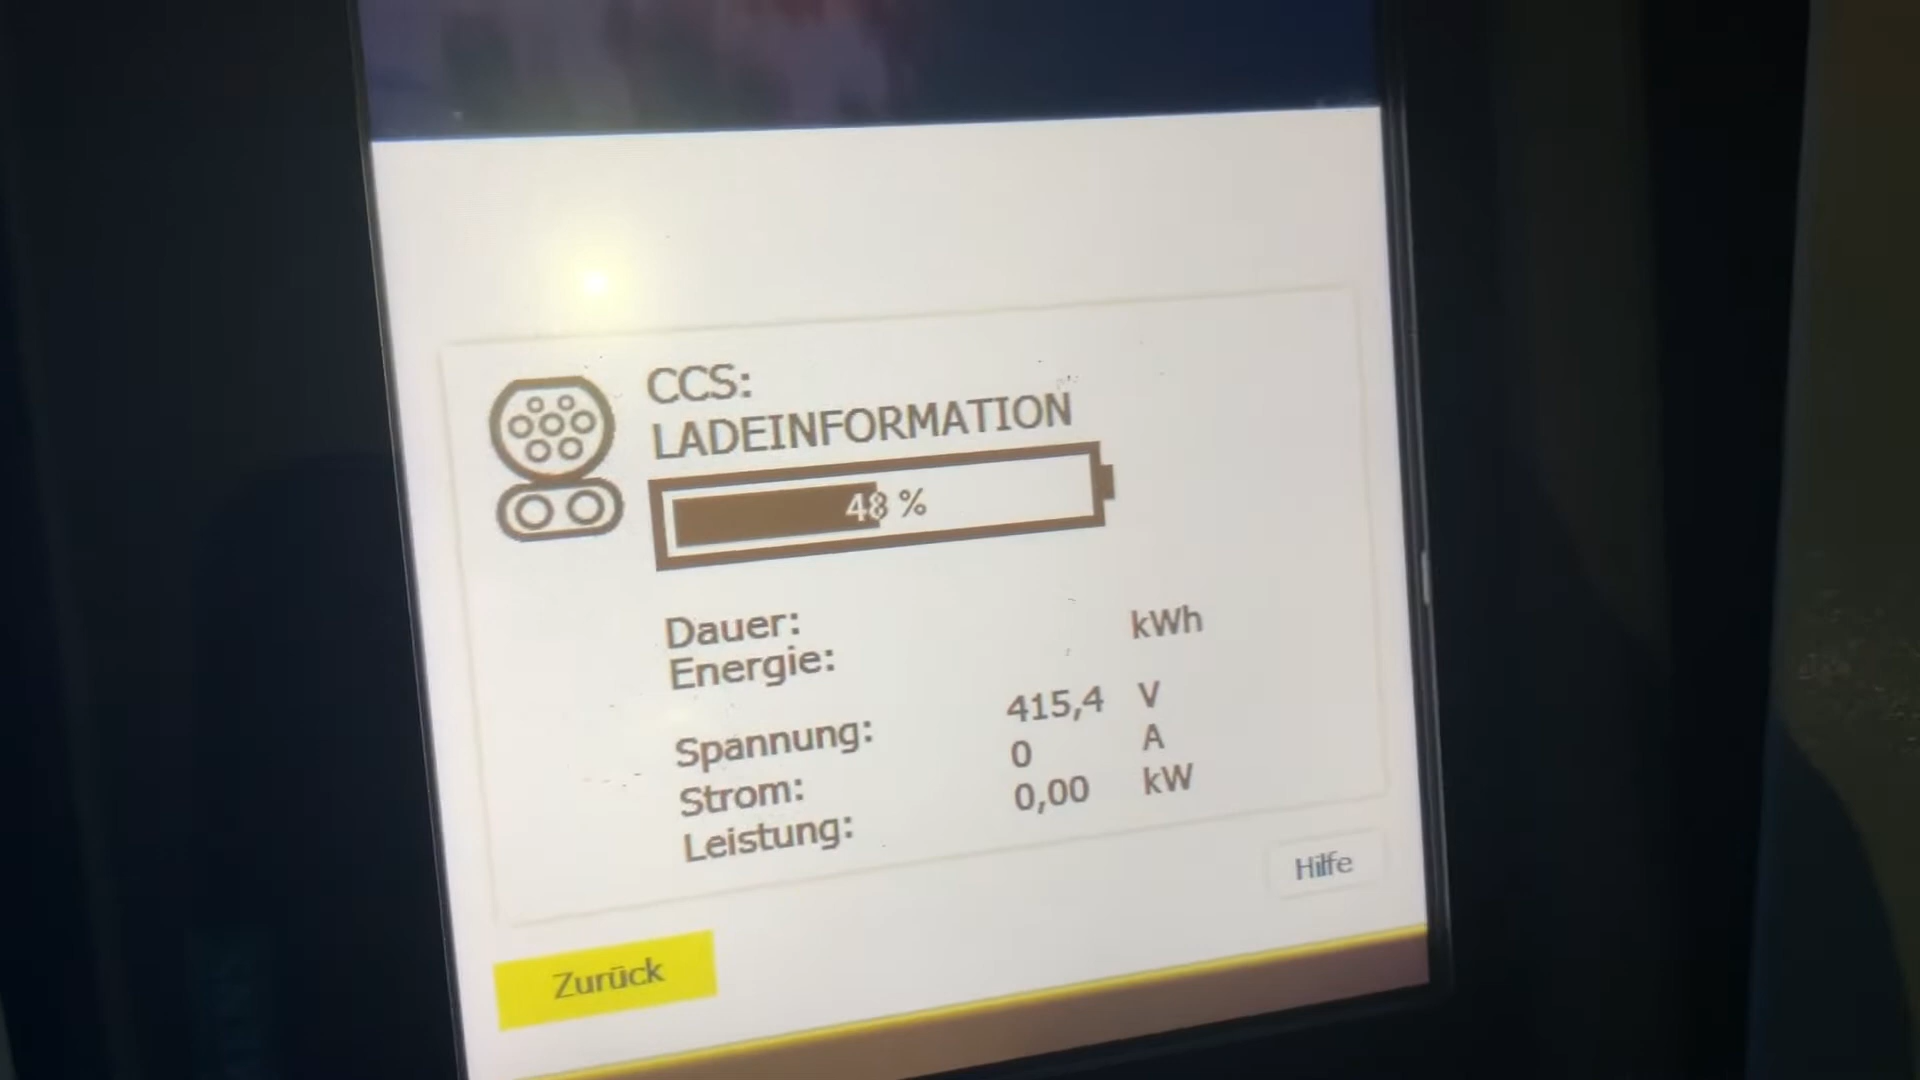 CCS:
LADEINFORMATION
48 %
Dauer:
Energie: kWh
Spannung: 415,4 V
Strom: 0 A
Leistung: 0,00 kW
Hilfe
Zurück